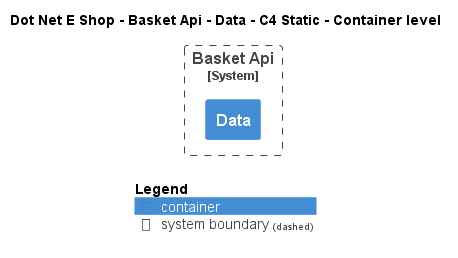 Dot Net E Shop - Basket Api - Data - C4 Static - Container level
Basket Api
[System]
Data
Legend
container
system boundary (dashed)